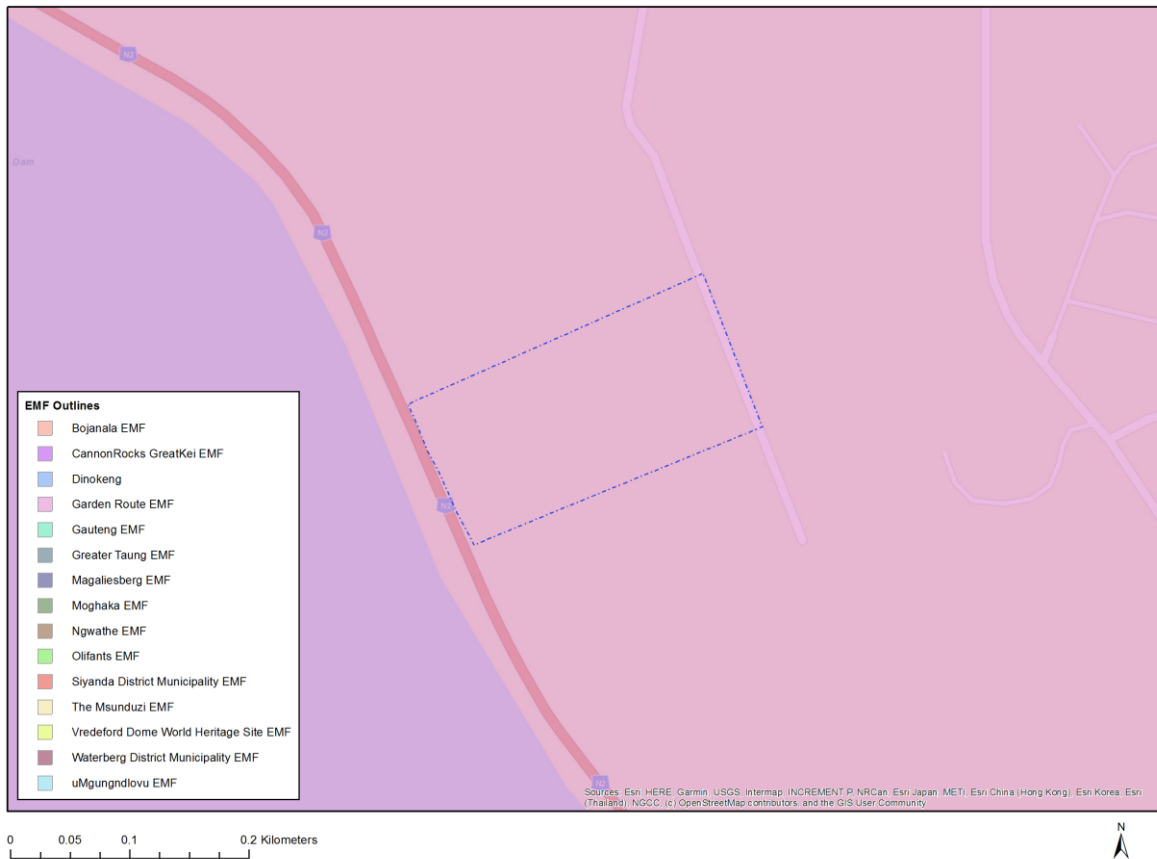 N2
Dam
N2
EMF Outlines
Bojanala EMF
CannonRocks GreatKei EMF
Dinokeng
Garden Route EMF
Gauteng EMF
Greater Taung EMF
Magaliesberg EMF
Moghaka EMF
Ngwathe EMF
Olifants EMF
Siyanda District Municipality EMF
The Msunduzi EMF
Vredeford Dome World Heritage Site EMF
Waterberg District Municipality EMF
uMgungndlovu EMF
N2
N2
Sources: Esri, HERE, Garmin, USGS, Intermap, INCREMENT P, NRCan, Esri Japan, METI, Esri China (Hong Kong), Esri Korea, Esri
(Thailand), NGCC, (c) OpenStreetMap contributors, and the GIS User Community
0 0.05 0.1 0.2 Kilometers
N